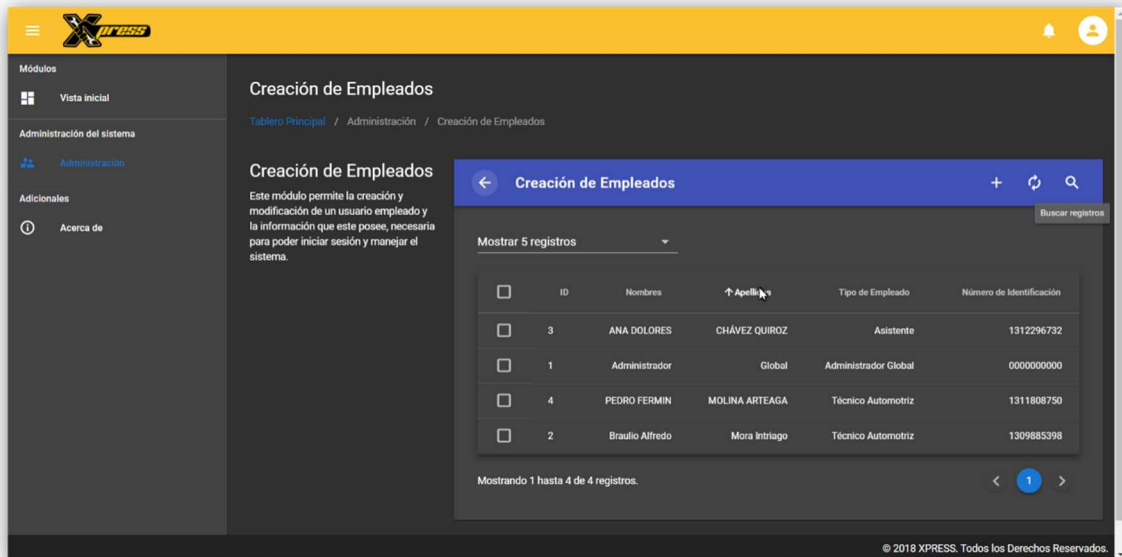 Xpress
Módulos
Vista inicial
Administración del sistema
Administración
Adicionales
Acerca de
Creación de Empleados
Tablero Principal / Administración / Creación de Empleados
Creación de Empleados
Este módulo permite la creación y
modificación de un usuario empleado y
la información que este posee, necesaria
para poder iniciar sesión y manejar el
sistema.
Creación de Empleados
Buscar registros
Mostrar 5 registros
ID Nombres Apellidos Tipo de Empleado Número de Identificación
3 ANA DOLORES CHÁVEZ QUIROZ Asistente 1312296732
1 Administrador Global Administrador Global 0000000000
4 PEDRO FERMIN MOLINA ARTEAGA Técnico Automotriz 1311808750
2 Braulio Alfredo Mora Intriago Técnico Automotriz 1309885398
Mostrando 1 hasta 4 de 4 registros.
1
© 2018 XPRESS. Todos los Derechos Reservados.